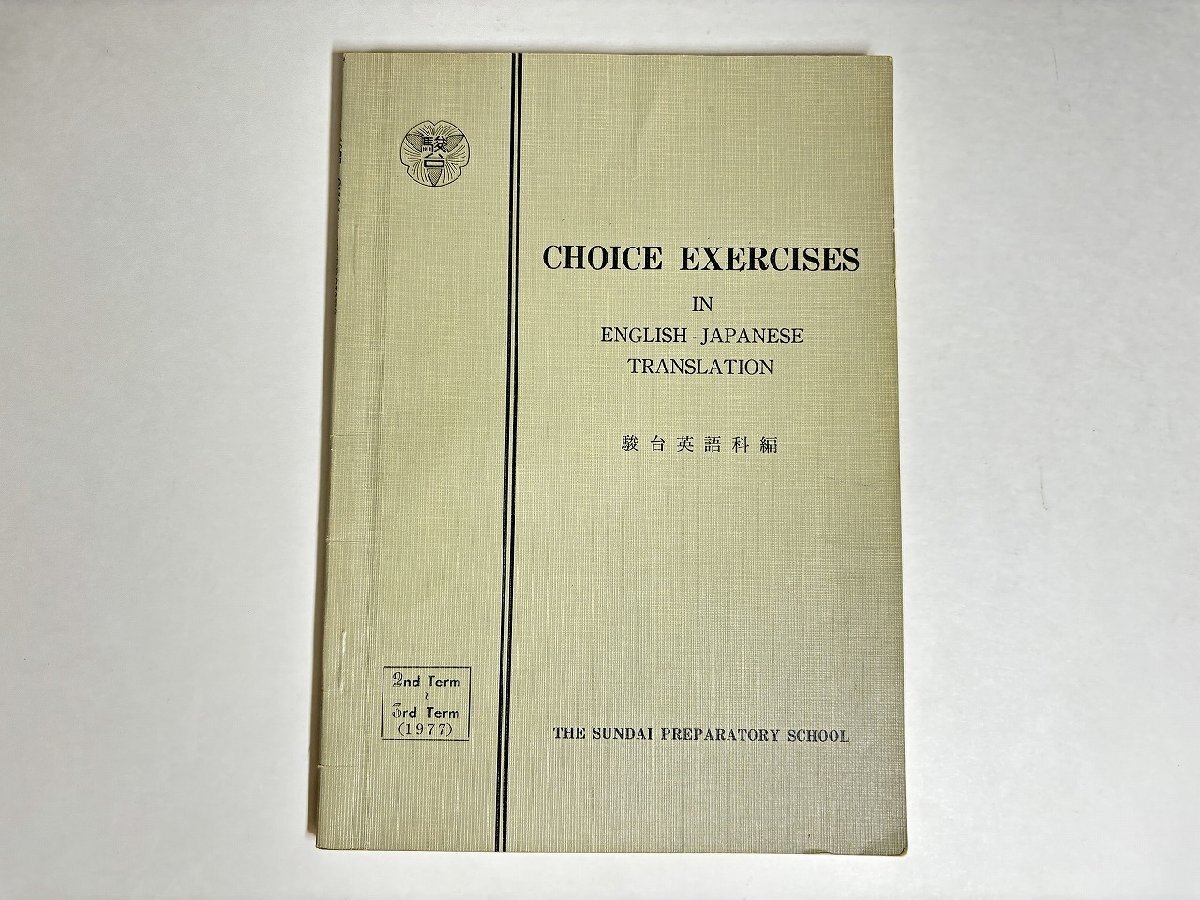 駿台
CHOICE EXERCISES
IN
ENGLISH - JAPANESE
TRANSLATION
駿台英語科編
2nd Term
~
3rd Term
(1977)
THE SUNDAI PREPARATORY SCHOOL